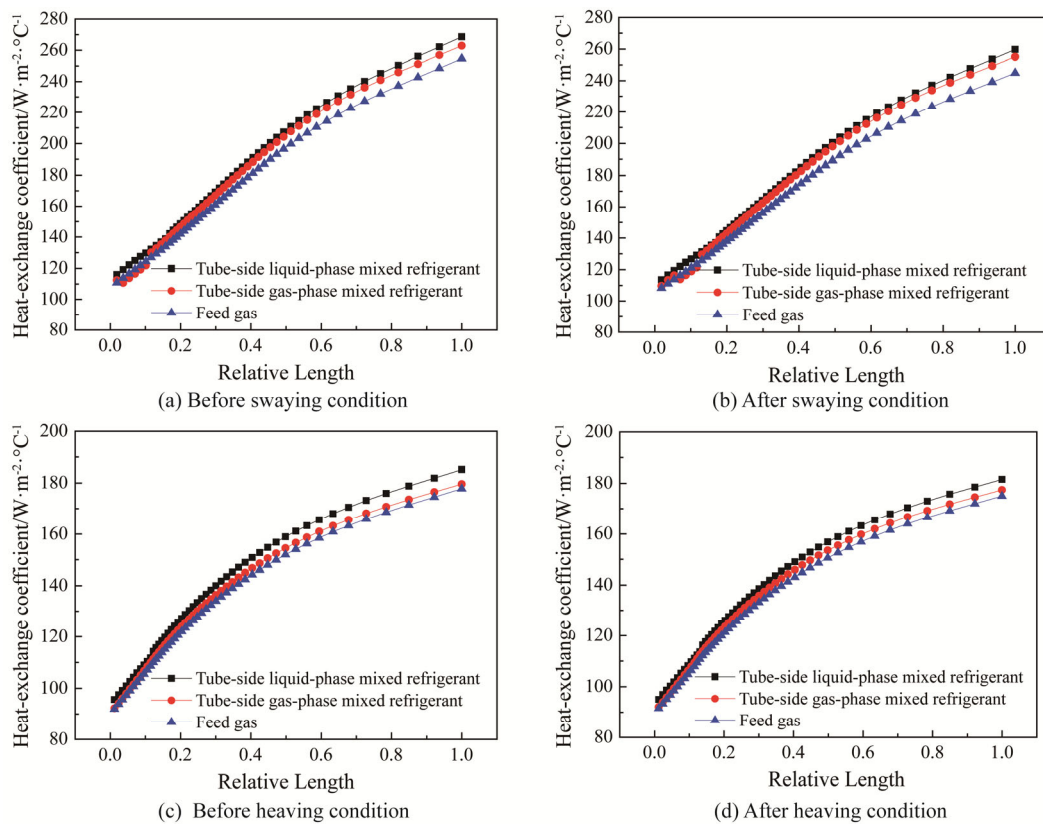 280
260
240
220
200
180
160
140
120
100
80
Heat-exchange coefficient/W·m⁻²·°C⁻¹
Tube-side liquid-phase mixed refrigerant
Tube-side gas-phase mixed refrigerant
Feed gas
0.0 0.2 0.4 0.6 0.8 1.0
Relative Length
(a) Before swaying condition
280
260
240
220
200
180
160
140
120
100
80
Heat-exchange coefficient/W·m⁻²·°C⁻¹
Tube-side liquid-phase mixed refrigerant
Tube-side gas-phase mixed refrigerant
Feed gas
0.0 0.2 0.4 0.6 0.8 1.0
Relative Length
(b) After swaying condition
200
180
160
140
120
100
80
Heat-exchange coefficient/W·m⁻²·°C⁻¹
Tube-side liquid-phase mixed refrigerant
Tube-side gas-phase mixed refrigerant
Feed gas
0.0 0.2 0.4 0.6 0.8 1.0
Relative Length
(c) Before heaving condition
200
180
160
140
120
100
80
Heat-exchange coefficient/W·m⁻²·°C⁻¹
Tube-side liquid-phase mixed refrigerant
Tube-side gas-phase mixed refrigerant
Feed gas
0.0 0.2 0.4 0.6 0.8 1.0
Relative Length
(d) After heaving condition